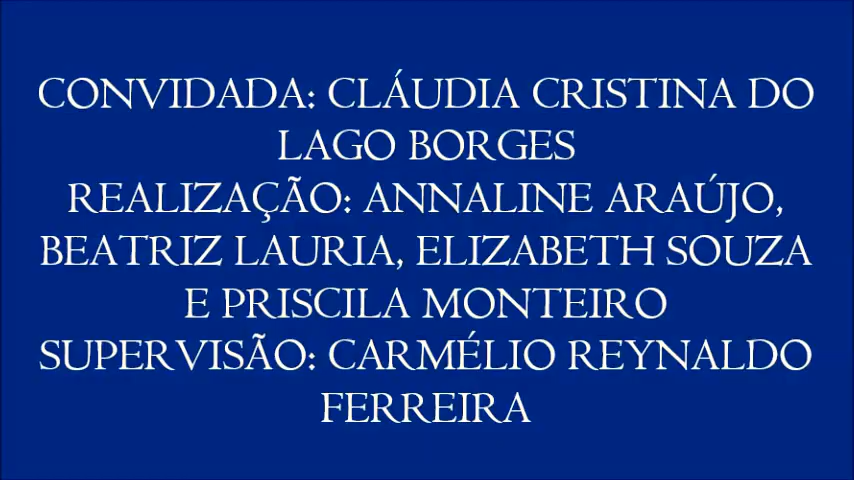 CONVIDADA: CLÁUDIA CRISTINA DO
LAGO BORGES
REALIZAÇÃO: ANNALINE ARAÚJO,
BEATRIZ LAURIA, ELIZABETH SOUZA
E PRISCILA MONTEIRO
SUPERVISÃO: CARMÉLIO REYNALDO
FERREIRA